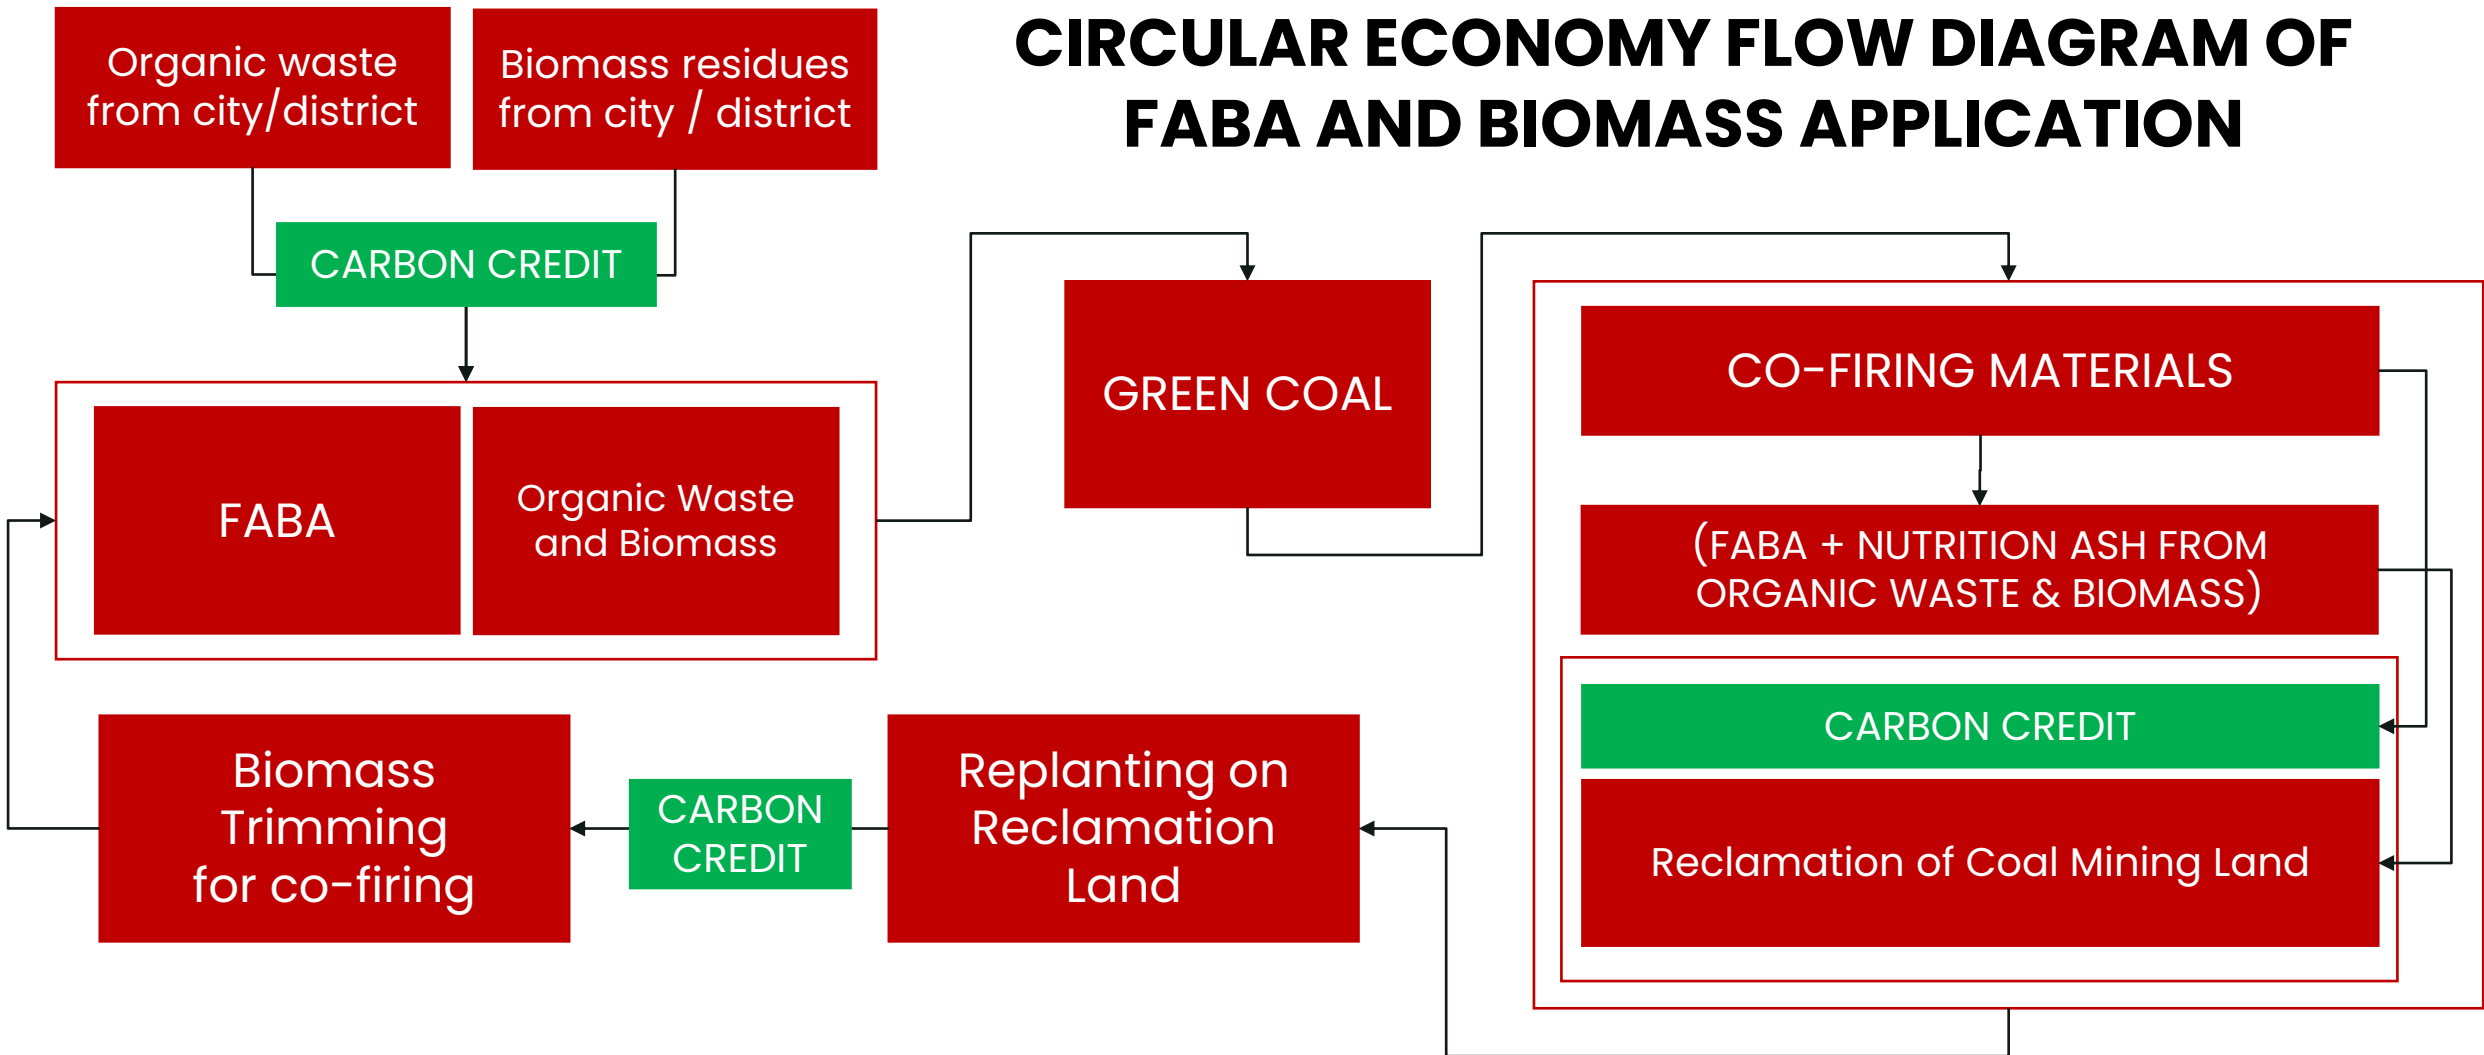 CIRCULAR ECONOMY FLOW DIAGRAM OF
FABA AND BIOMASS APPLICATION
Organic waste
from city/district
Biomass residues
from city / district
CARBON CREDIT
FABA
Organic Waste
and Biomass
GREEN COAL
CO-FIRING MATERIALS
(FABA + NUTRITION ASH FROM
ORGANIC WASTE & BIOMASS)
CARBON CREDIT
Reclamation of Coal Mining Land
Replanting on
Reclamation
Land
CARBON
CREDIT
Biomass
Trimming
for co-firing